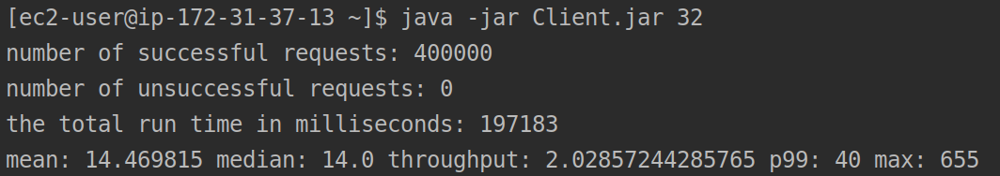 [ec2-user@ip-172-31-37-13 ~]$ java -jar Client.jar 32
number of successful requests: 400000
number of unsuccessful requests: 0
the total run time in milliseconds: 197183
mean: 14.469815 median: 14.0 throughput: 2.02857244285765 p99: 40 max: 655